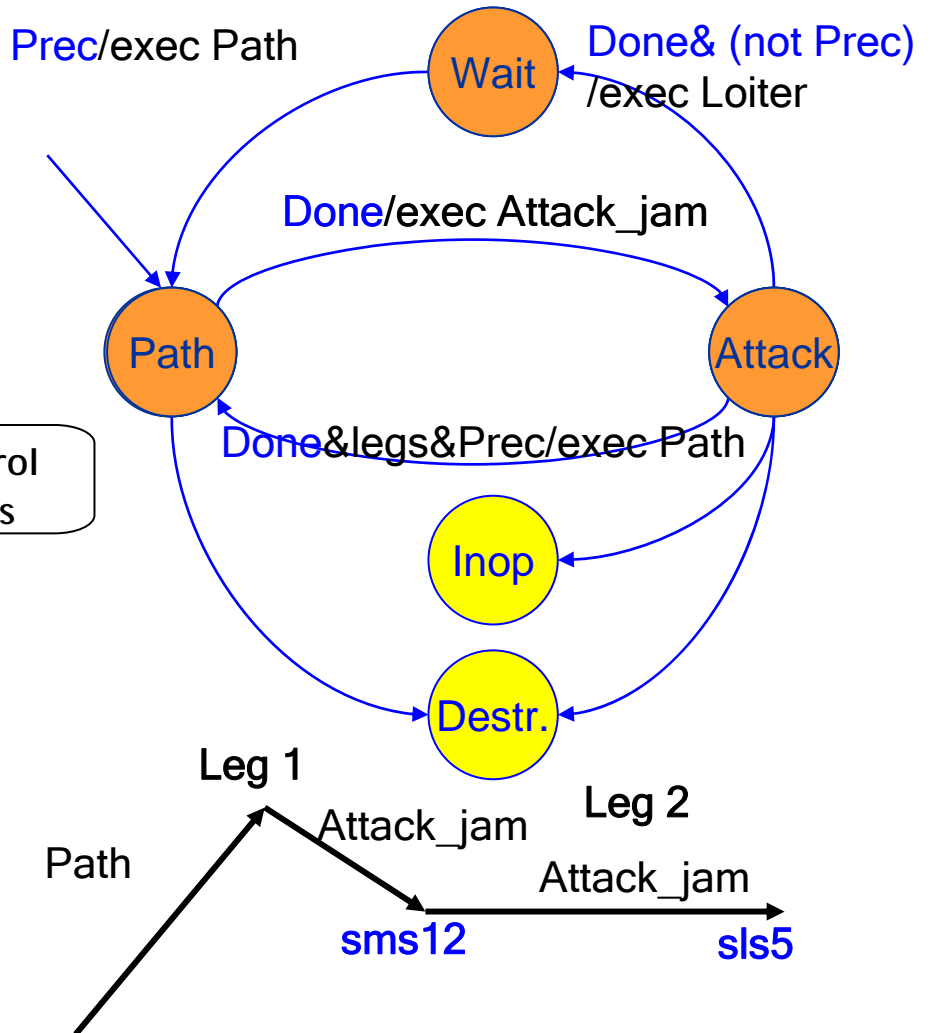 Prec/exec Path
Wait
Done& (not Prec)
/exec Loiter
Done/exec Attack_jam
Path
Attack
Done&legs&Prec/exec Path
Inop
Destr.
Leg 1
Attack_jam
Leg 2
Path
Attack_jam
sms12
sls5